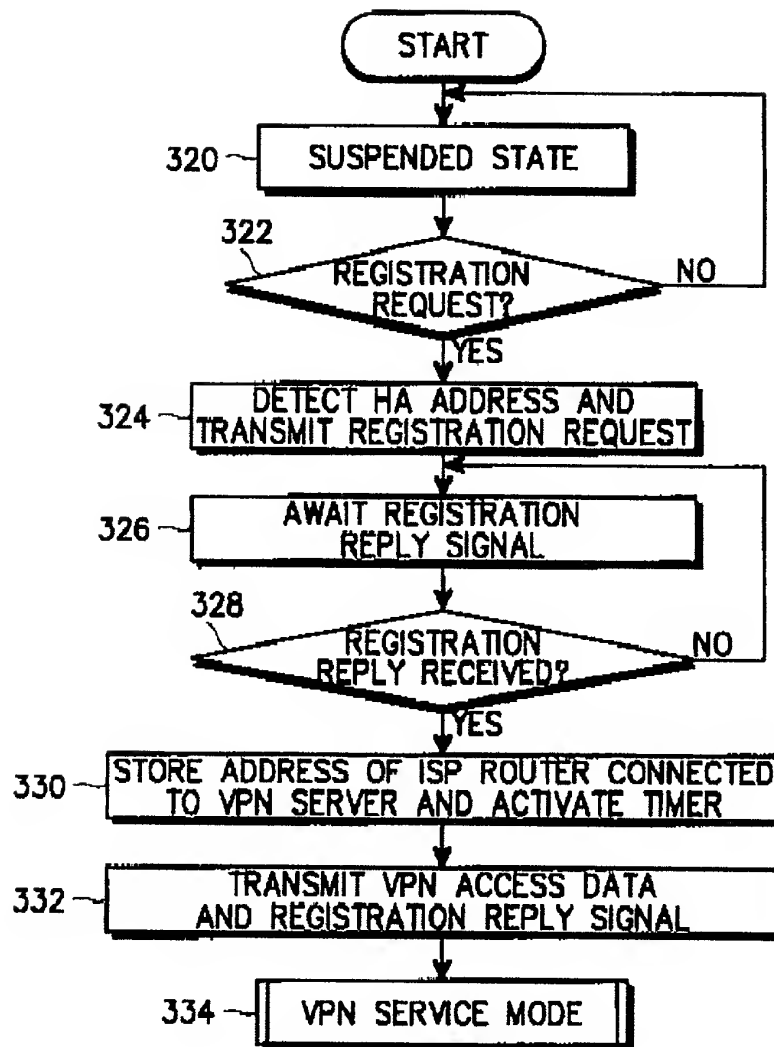 START
320
SUSPENDED STATE
322
REGISTRATION
REQUEST?
NO
YES
324
DETECT HA ADDRESS AND
TRANSMIT REGISTRATION REQUEST
326
AWAIT REGISTRATION
REPLY SIGNAL
328
REGISTRATION
REPLY RECEIVED?
NO
YES
330
STORE ADDRESS OF ISP ROUTER CONNECTED
TO VPN SERVER AND ACTIVATE TIMER
332
TRANSMIT VPN ACCESS DATA
AND REGISTRATION REPLY SIGNAL
334
VPN SERVICE MODE